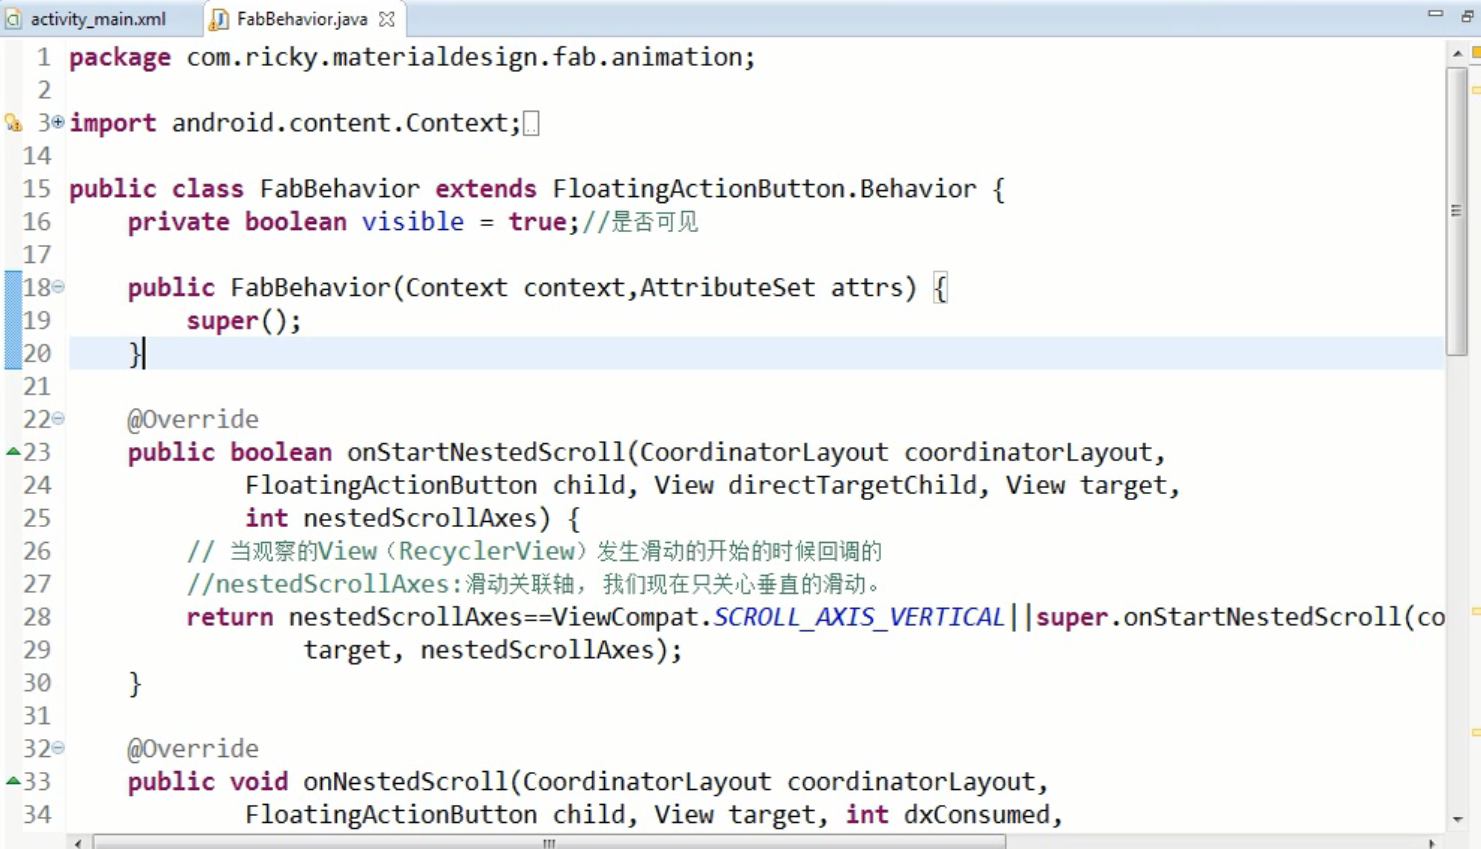 activity_main.xml
FabBehavior.java
1 package com.ricky.materialdesign.fab.animation;
2
3 import android.content.Context;
14
15 public class FabBehavior extends FloatingActionButton.Behavior {
16 private boolean visible = true;//是否可见
17
18 public FabBehavior(Context context,AttributeSet attrs) {
19 super();
20 }
21
22 @Override
23 public boolean onStartNestedScroll(CoordinatorLayout coordinatorLayout,
24 FloatingActionButton child, View directTargetChild, View target,
25 int nestedScrollAxes) {
26 // 当观察的View（RecyclerView）发生滑动的开始的时候回调的
27 //nestedScrollAxes:滑动关联轴，我们现在只关心垂直的滑动。
28 return nestedScrollAxes==ViewCompat.SCROLL_AXIS_VERTICAL||super.onStartNestedScroll(co
29 target, nestedScrollAxes);
30 }
31
32 @Override
33 public void onNestedScroll(CoordinatorLayout coordinatorLayout,
34 FloatingActionButton child, View target, int dxConsumed,